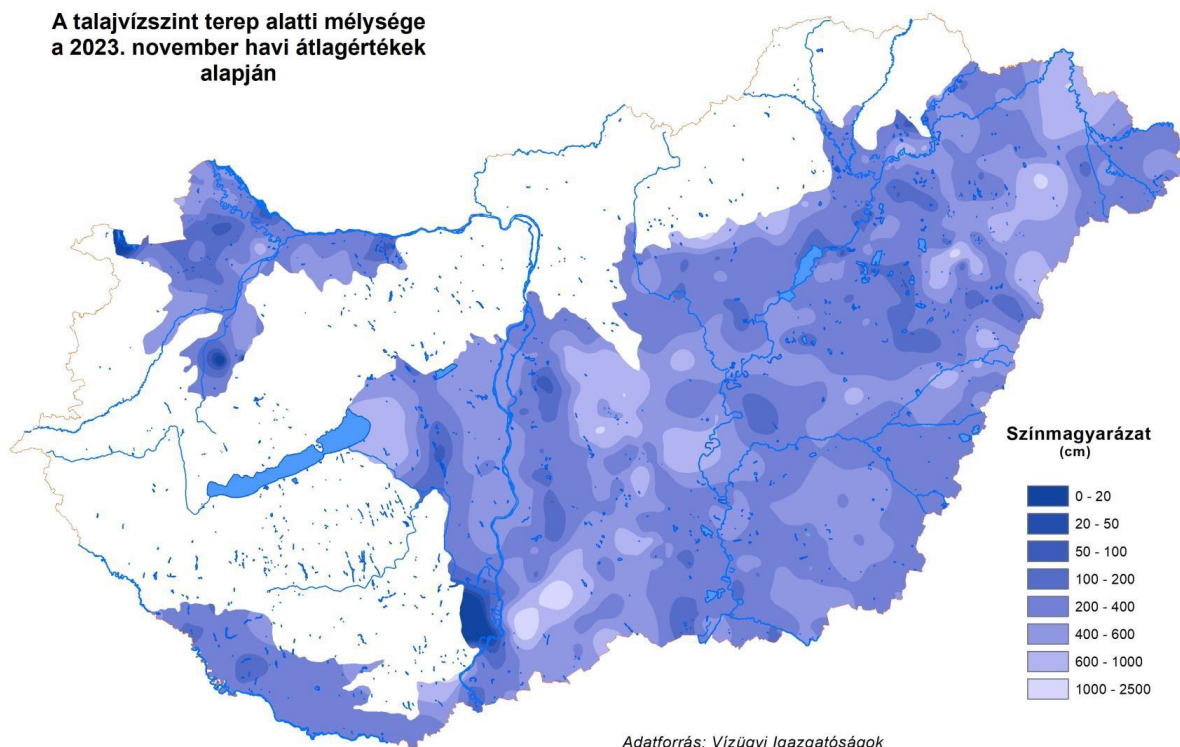 A talajvízszint terep alatti mélysége
a 2023. november havi átlagértékek
alapján
Színmagyarázat
(cm)
0 - 20
20 - 50
50 - 100
100 - 200
200 - 400
400 - 600
600 - 1000
1000 - 2500
Adatforrás: Vízügyi Igazgatóságok